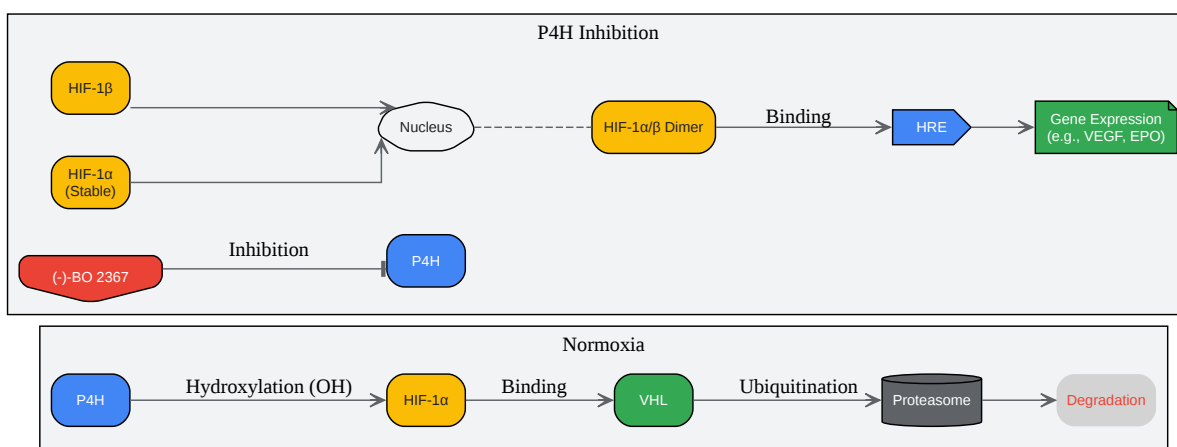 P4H Inhibition
HIF-1β
HIF-1α
(Stable)
Nucleus
HIF-1α/β Dimer
Binding
HRE
Gene Expression
(e.g., VEGF, EPO)
(-)-BO 2367
Inhibition
P4H
Normoxia
P4H
Hydroxylation (OH)
HIF-1α
Binding
VHL
Ubiquitination
Proteasome
Degradation